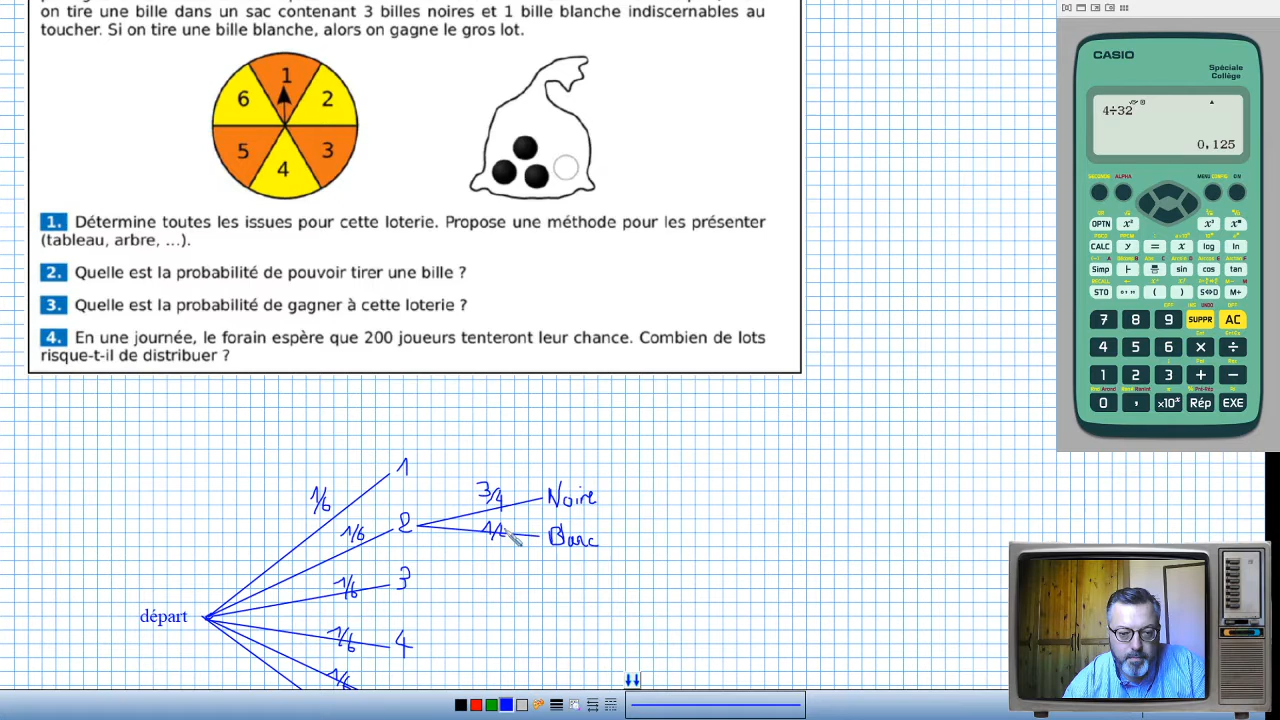 on tire une bille dans un sac contenant 3 billes noires et 1 bille blanche indiscernables au
toucher. Si on tire une bille blanche, alors on gagne le gros lot.
1
2
3
4
5
6
1. Détermine toutes les issues pour cette loterie. Propose une méthode pour les présenter
(tableau, arbre, ...).
2. Quelle est la probabilité de pouvoir tirer une bille ?
3. Quelle est la probabilité de gagner à cette loterie ?
4. En une journée, le forain espère que 200 joueurs tenteront leur chance. Combien de lots
risque-t-il de distribuer ?
départ
1/6 1
1/6 2
1/6 3
1/6 4
1/6
3/4 Noire
Blanc
CASIO
Spéciale
Collège
4÷32
0,125
SECONDE ALPHA MENU CONFIG ON
OPTN
CALC y = x log ln
Simp sin cos tan
STO ( ) S⇔D M+
7 8 9 SUPPR AC
4 5 6 × ÷
1 2 3 + −
0 , ×10ˣ Rép EXE